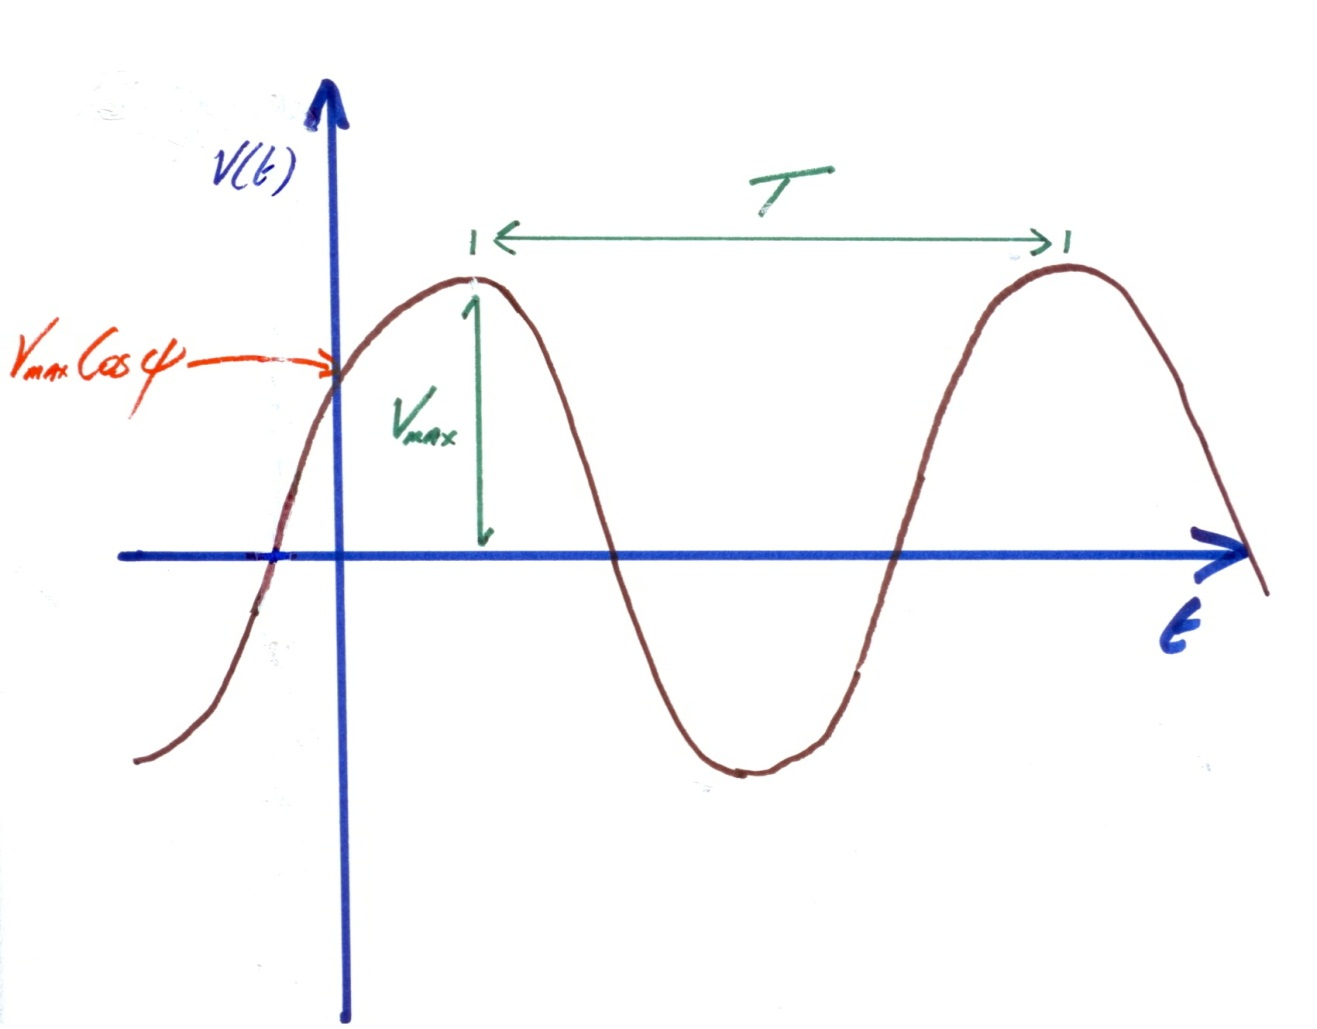 V(t)
T
VMAX Cos φ
VMAX
t